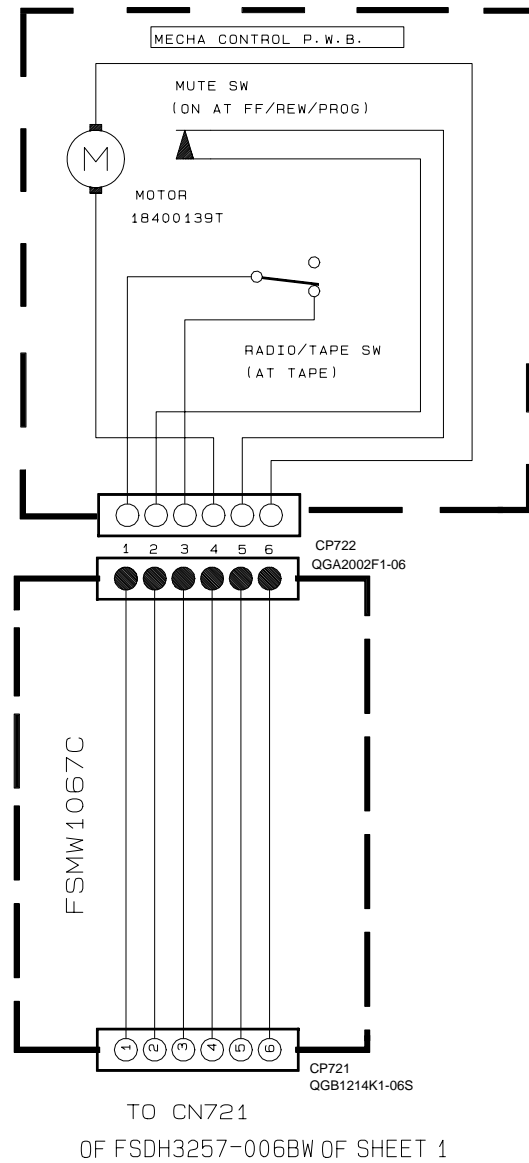 MECHA CONTROL P.W.B.
MUTE SW
(ON AT FF/REW/PROG)
M
MOTOR
18400139T
RADIO/TAPE SW
(AT TAPE)
1 2 3 4 5 6
CP722
QGA2002F1-06
FSMW1067C
1 2 3 4 5 6
CP721
QGB1214K1-06S
TO CN721
OF FSDH3257-006BW OF SHEET 1